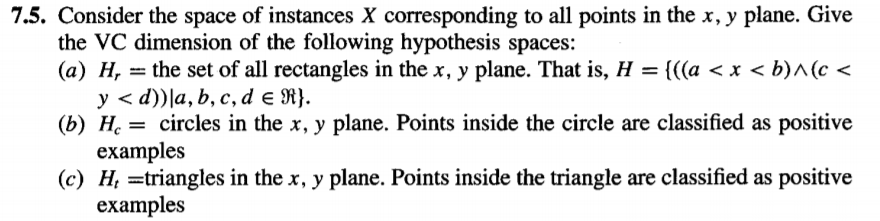 7.5. Consider the space of instances X corresponding to all points in the x, y plane. Give
the VC dimension of the following hypothesis spaces:
(a) Hᵣ = the set of all rectangles in the x, y plane. That is, H = {((a < x < b)∧(c <
y < d))|a, b, c, d ∈ ℜ}.
(b) H꜀ = circles in the x, y plane. Points inside the circle are classified as positive
examples
(c) Hₜ =triangles in the x, y plane. Points inside the triangle are classified as positive
examples